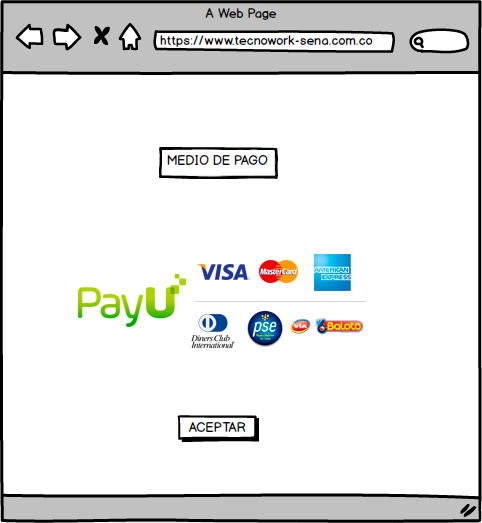 A Web Page
https://www.tecnowork-sena.com.co
MEDIO DE PAGO
VISA
MasterCard
AMERICAN
EXPRESS
PayU
Diners Club
International
pse
VIA
Baloto
ACEPTAR